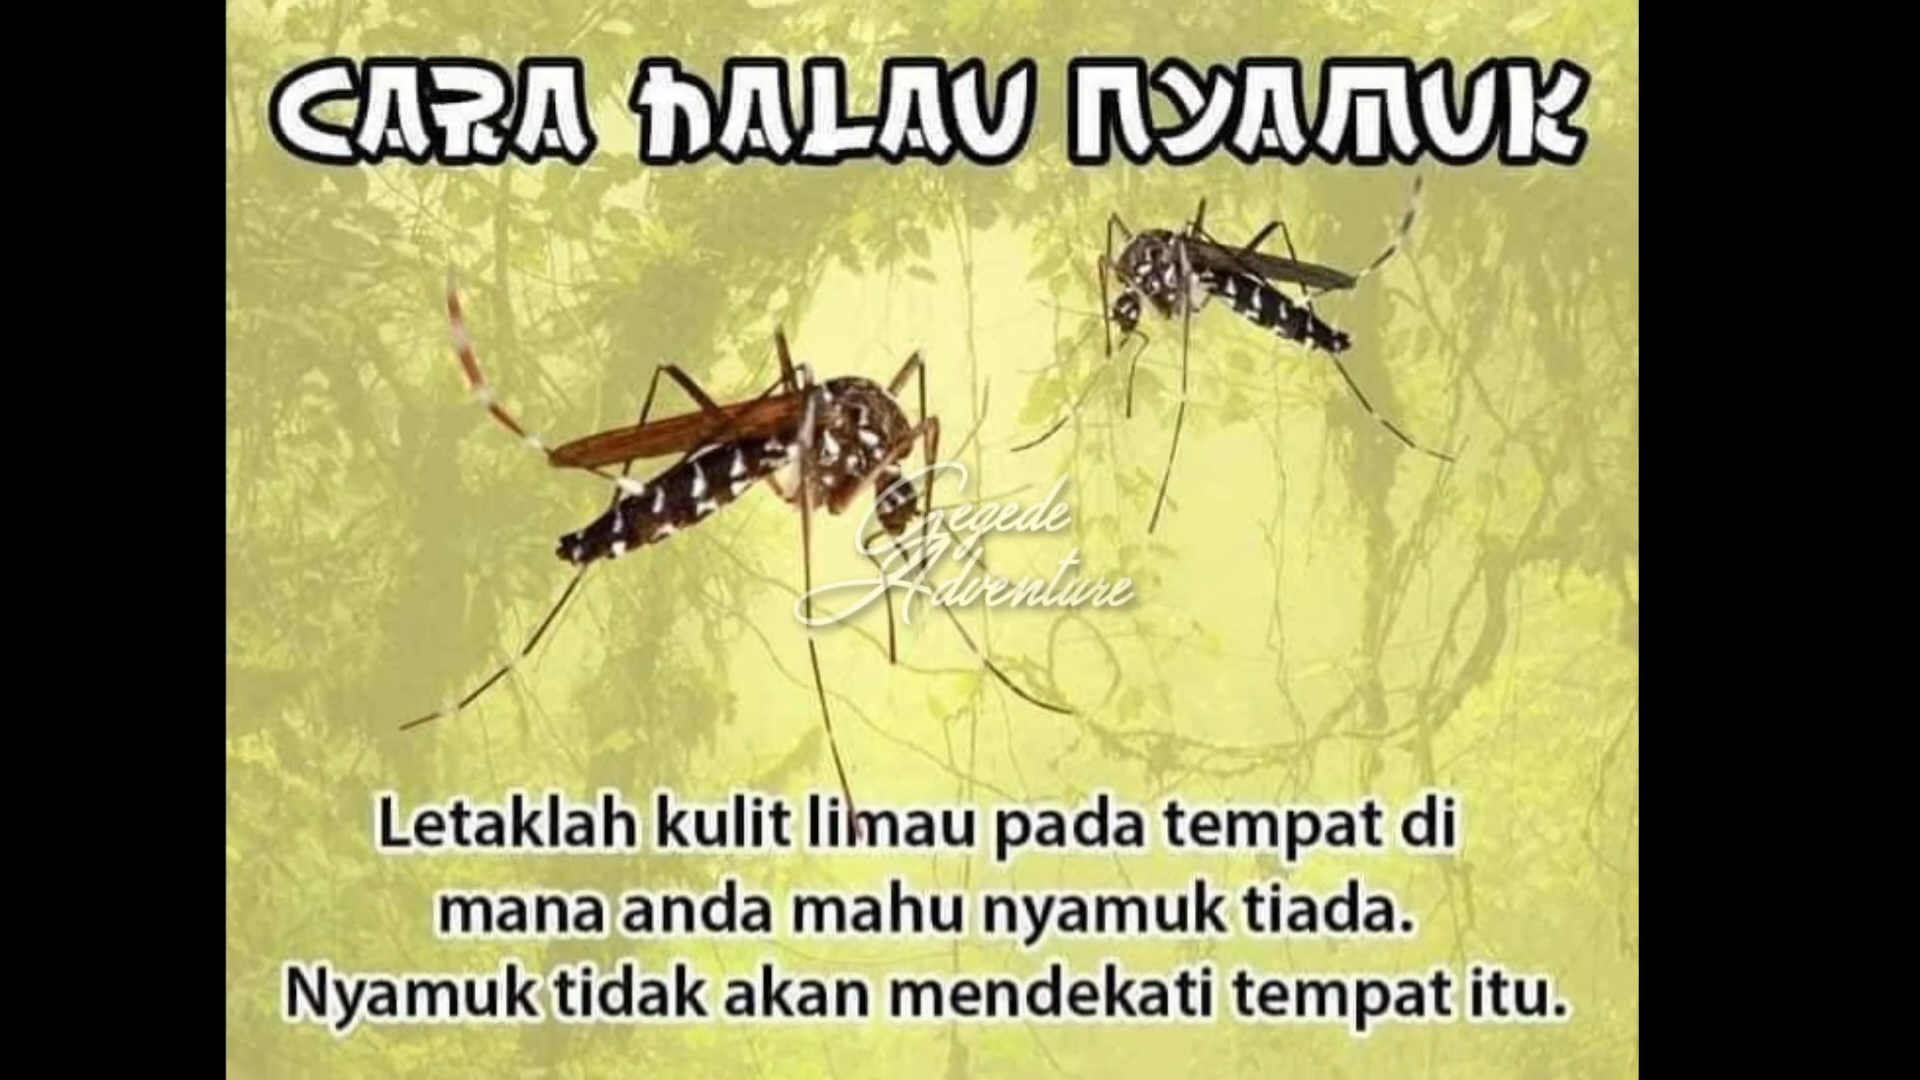 CARA HALAU NYAMUK
Gegede
Adventure
Letaklah kulit limau pada tempat di
mana anda mahu nyamuk tiada.
Nyamuk tidak akan mendekati tempat itu.